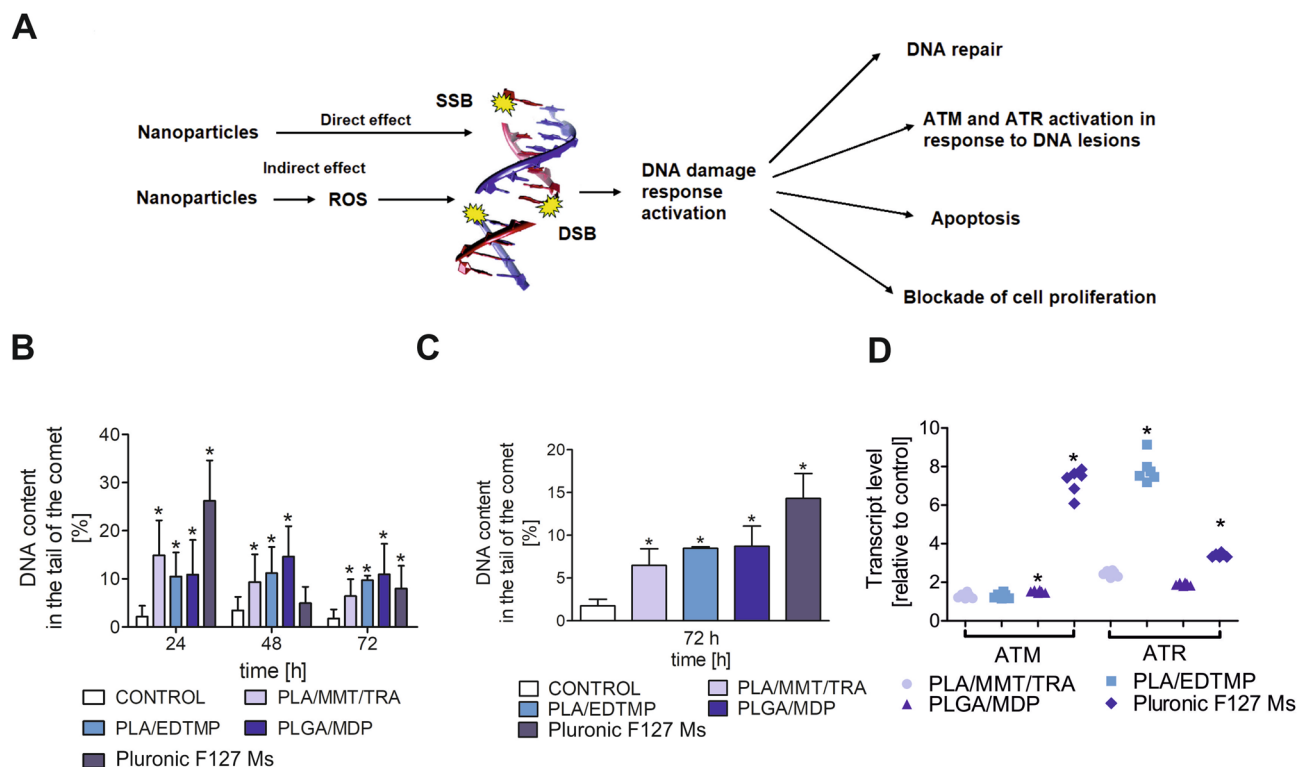 A
Nanoparticles
Direct effect
SSB
Indirect effect
Nanoparticles
ROS
DSB
DNA damage
response
activation
DNA repair
ATM and ATR activation in
response to DNA lesions
Apoptosis
Blockade of cell proliferation
B
DNA content
in the tail of the comet
[%]
40
30
20
10
0
*
*
*
*
*
*
*
*
*
*
*
24
48
72
time [h]
CONTROL
PLA/MMT/TRA
PLA/EDTMP
PLGA/MDP
Pluronic F127 Ms
C
DNA content
in the tail of the comet
[%]
20
15
10
5
0
*
*
*
*
72 h
time [h]
CONTROL
PLA/MMT/TRA
PLA/EDTMP
PLGA/MDP
Pluronic F127 Ms
D
Transcript level
[relative to control]
10
8
6
4
2
0
*
*
*
*
ATM
ATR
PLA/MMT/TRA
PLA/EDTMP
PLGA/MDP
Pluronic F127 Ms